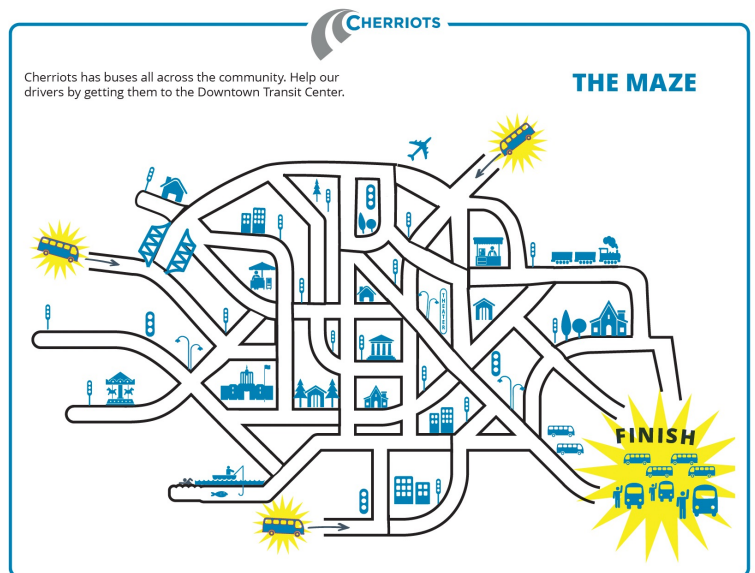 CHERRIOTS
Cherriots has buses all across the community. Help our
drivers by getting them to the Downtown Transit Center.
THE MAZE
THEATER
FINISH